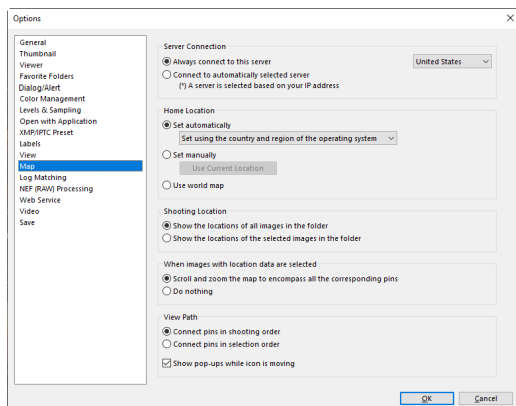 Options
General
Thumbnail
Viewer
Favorite Folders
Dialog/Alert
Color Management
Levels & Sampling
Open with Application
XMP/IPTC Preset
Labels
View
Map
Log Matching
NEF (RAW) Processing
Web Service
Video
Save
Server Connection
Always connect to this server
United States
Connect to automatically selected server
(*) A server is selected based on your IP address
Home Location
Set automatically
Set using the country and region of the operating system
Set manually
Use Current Location
Use world map
Shooting Location
Show the locations of all images in the folder
Show the locations of the selected images in the folder
When images with location data are selected
Scroll and zoom the map to encompass all the corresponding pins
Do nothing
View Path
Connect pins in shooting order
Connect pins in selection order
Show pop-ups while icon is moving
OK
Cancel